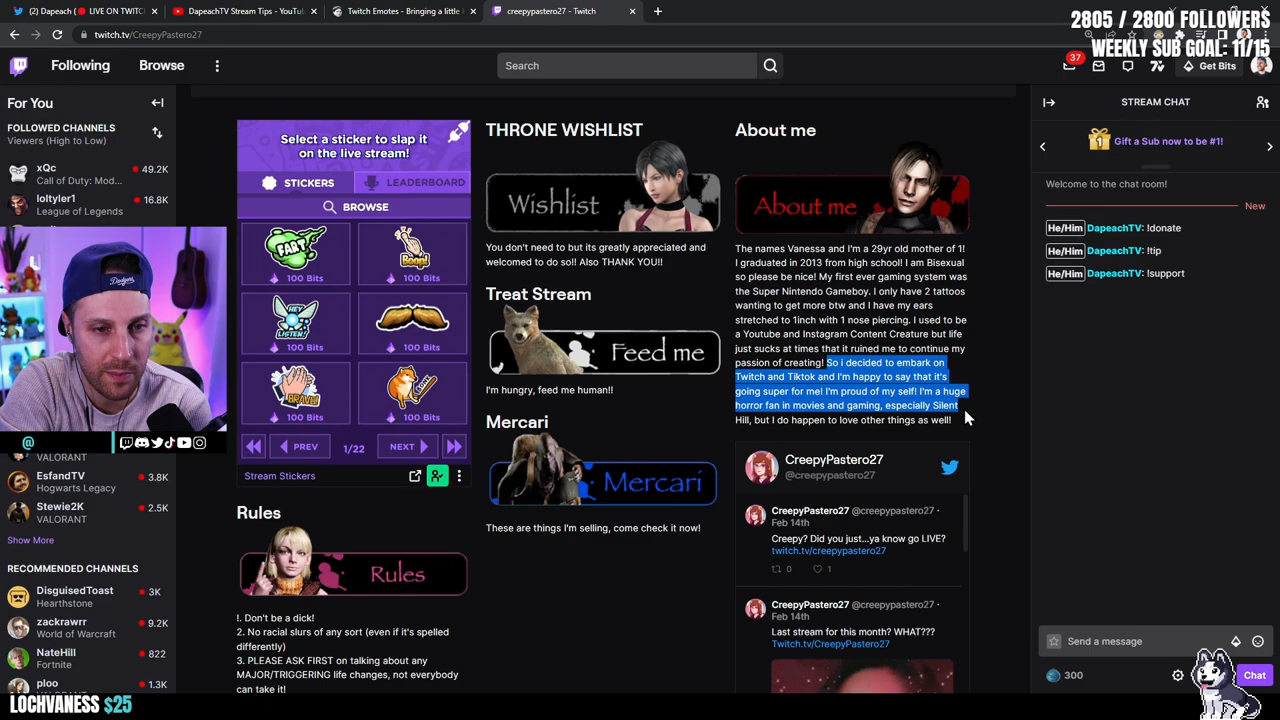 (2) Dapeach ( LIVE ON TWITC
DapeachTV Stream Tips - YouTu
Twitch Emotes - Bringing a little
creepypastero27 - Twitch
twitch.tv/CreepyPastero27
2805 / 2800 FOLLOWERS
WEEKLY SUB GOAL: 11/15
Following
Browse
Search
37
Get Bits
For You
FOLLOWED CHANNELS
Viewers (High to Low)
xQc
49.2K
Call of Duty: Mod...
loltyler1
16.8K
League of Legends
VALORANT
EsfandTV
3.8K
Hogwarts Legacy
Stewie2K
2.5K
VALORANT
Show More
RECOMMENDED CHANNELS
DisguisedToast
3K
Hearthstone
zackrawrr
9.2K
World of Warcraft
NateHill
822
Fortnite
ploo
1.3K
VALORANT
LOCHVANESS $25
@
Dodgers
Select a sticker to slap it
on the live stream!
STICKERS
LEADERBOARD
BROWSE
FART
100 Bits
Boop!
100 Bits
HEY
LISTEN!
100 Bits
100 Bits
BRAVE!
100 Bits
100 Bits
PREV
1/22
NEXT
Stream Stickers
Rules
Rules
!. Don't be a dick!
2. No racial slurs of any sort (even if it's spelled
differently)
3. PLEASE ASK FIRST on talking about any
MAJOR/TRIGGERING life changes, not everybody
can take it!
THRONE WISHLIST
Wishlist
You don't need to but its greatly appreciated and
welcomed to do so!! Also THANK YOU!!
Treat Stream
Feed me
I'm hungry, feed me human!!
Mercari
Mercari
These are things I'm selling, come check it now!
About me
About me
The names Vanessa and I'm a 29yr old mother of 1!
I graduated in 2013 from high school! I am Bisexual
so please be nice! My first ever gaming system was
the Super Nintendo Gameboy. I only have 2 tattoos
wanting to get more btw and I have my ears
stretched to 1inch with 1 nose piercing. I used to be
a Youtube and Instagram Content Creature but life
just sucks at times that it ruined me to continue my
passion of creating! So i decided to embark on
Twitch and Tiktok and I'm happy to say that it's
going super for me! I'm proud of my self! I'm a huge
horror fan in movies and gaming, especially Silent
Hill, but I do happen to love other things as well!
CreepyPastero27
@creepypastero27
CreepyPastero27 @creepypastero27 ·
Feb 14th
Creepy? Did you just...ya know go LIVE?
twitch.tv/creepypastero27
0
1
CreepyPastero27 @creepypastero27 ·
Feb 14th
Last stream for this month? WHAT???
Twitch.tv/creepyPastero27
STREAM CHAT
1
Gift a Sub now to be #1!
Welcome to the chat room!
New
He/Him DapeachTV: !donate
He/Him DapeachTV: !tip
He/Him DapeachTV: !support
Send a message
300
Chat